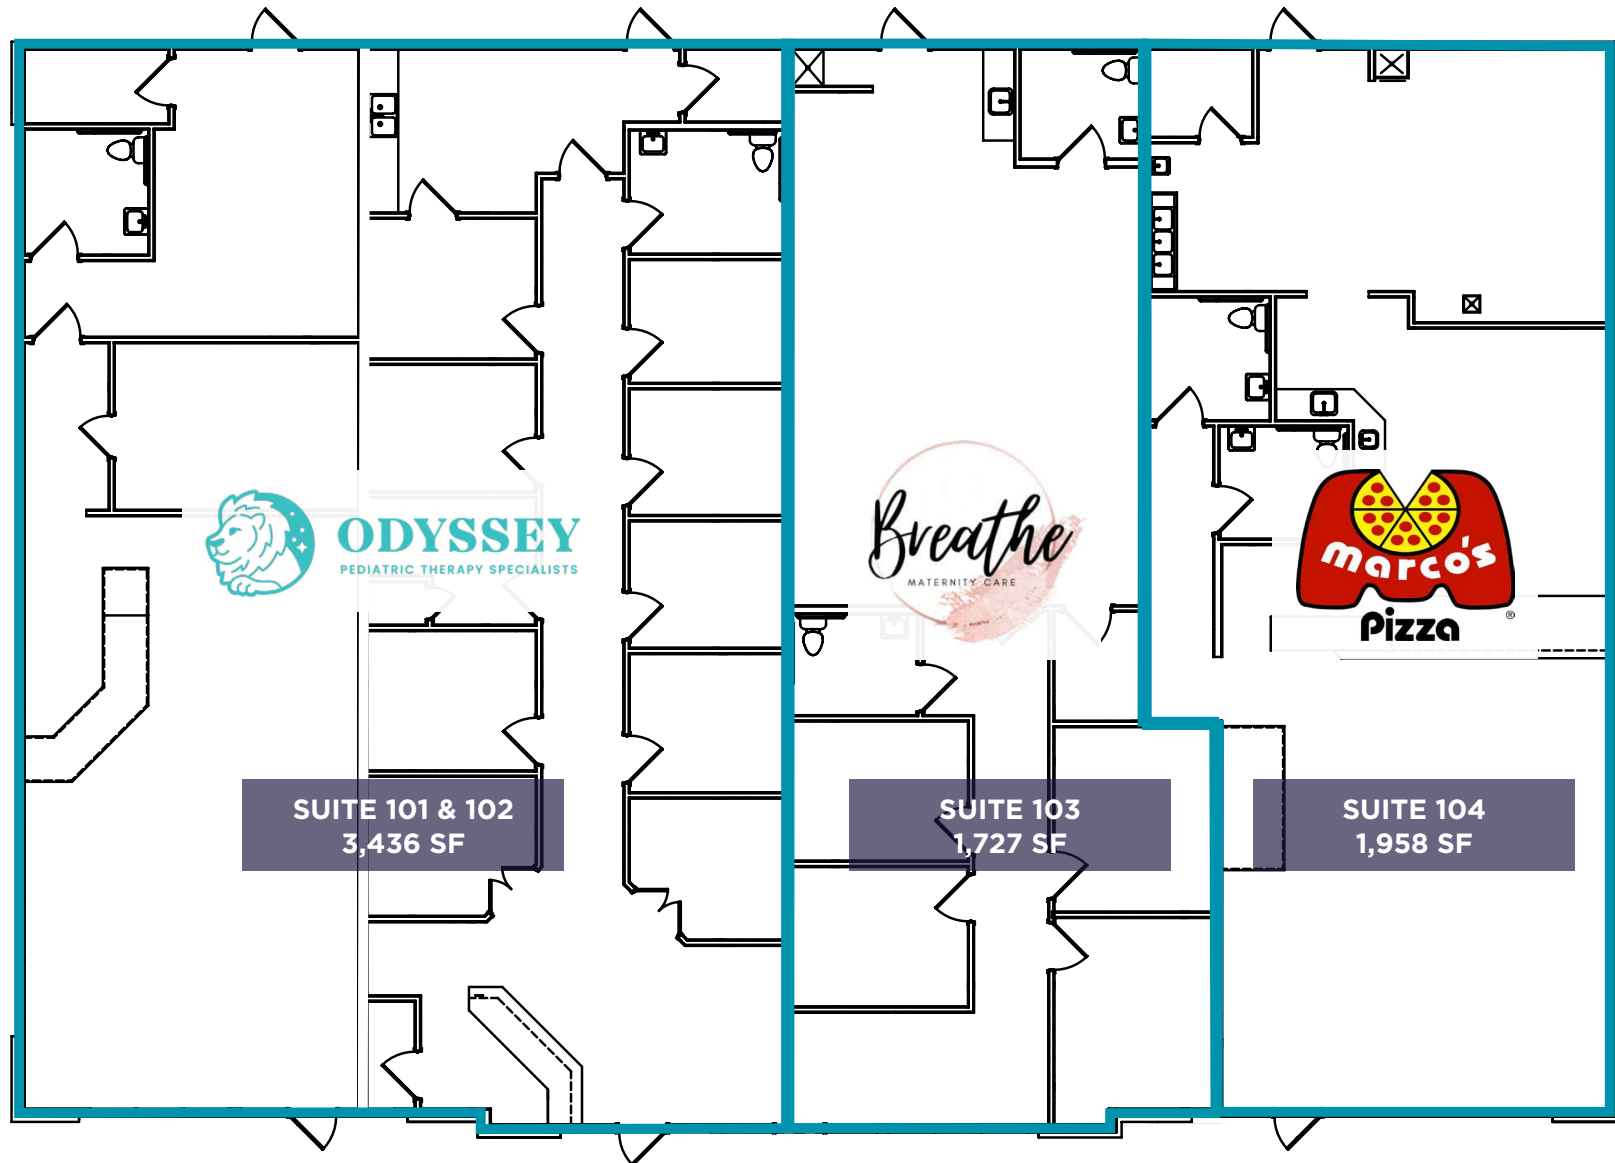 ODYSSEY
PEDIATRIC THERAPY SPECIALISTS
Breathe
MATERNITY CARE
marco's
Pizza
®
SUITE 101 & 102
3,436 SF
SUITE 103
1,727 SF
SUITE 104
1,958 SF